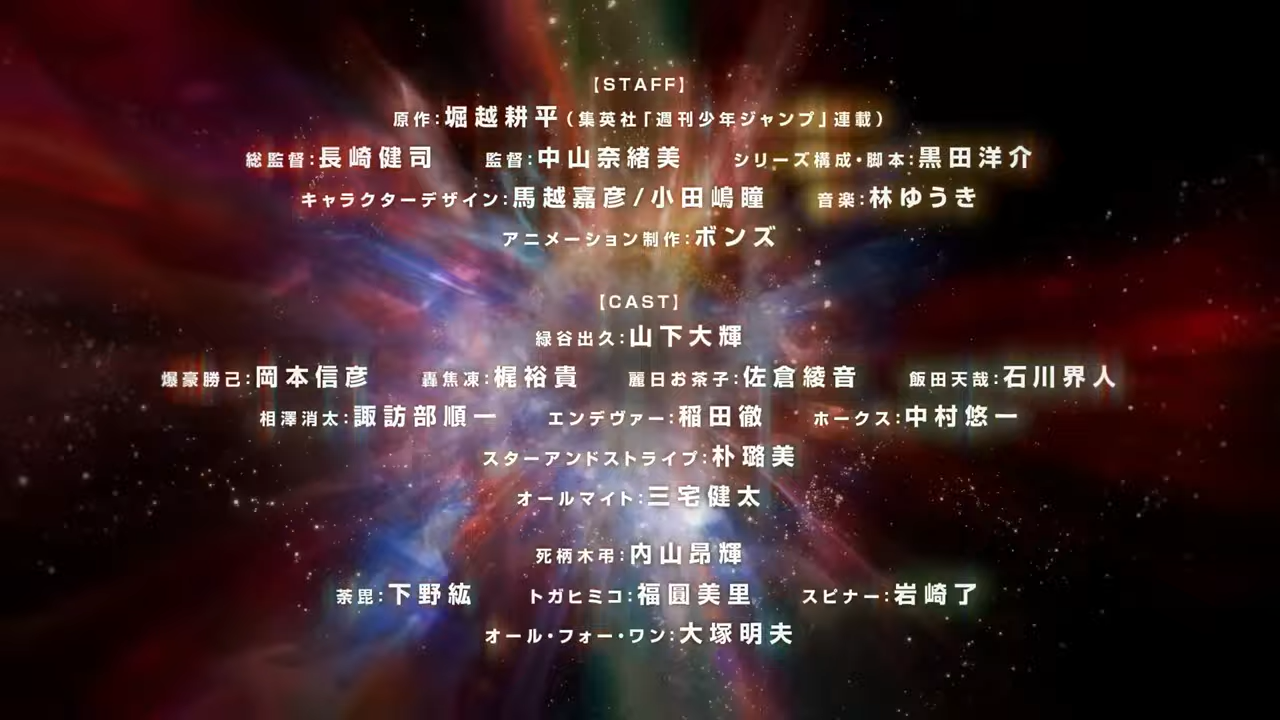 【STAFF】
原作:堀越耕平(集英社「週刊少年ジャンプ」連載)
総監督:長崎健司 監督:中山奈緒美 シリーズ構成・脚本:黒田洋介
キャラクターデザイン:馬越嘉彦/小田嶋瞳 音楽:林ゆうき
アニメーション制作:ボンズ
【CAST】
緑谷出久:山下大輝
爆豪勝己:岡本信彦 轟焦凍:梶裕貴 麗日お茶子:佐倉綾音 飯田天哉:石川界人
相澤消太:諏訪部順一 エンデヴァー:稲田徹 ホークス:中村悠一
スターアンドストライプ:朴璐美
オールマイト:三宅健太
死柄木弔:内山昂輝
荼毘:下野紘 トガヒミコ:福圓美里 スピナー:岩崎了
オール・フォー・ワン:大塚明夫